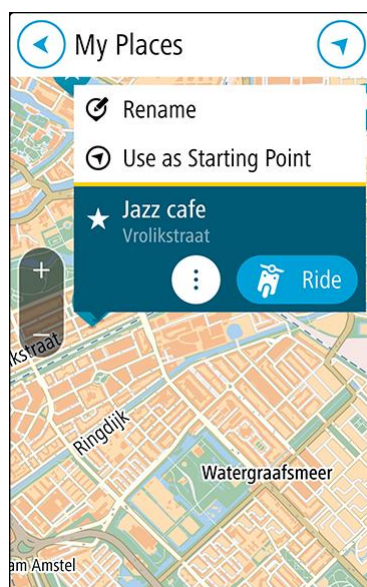 My Places
Rename
Use as Starting Point
Jazz cafe
Vrolikstraat
Ride
+
–
kstraat
Ringdijk
Watergraafsmeer
am Amstel